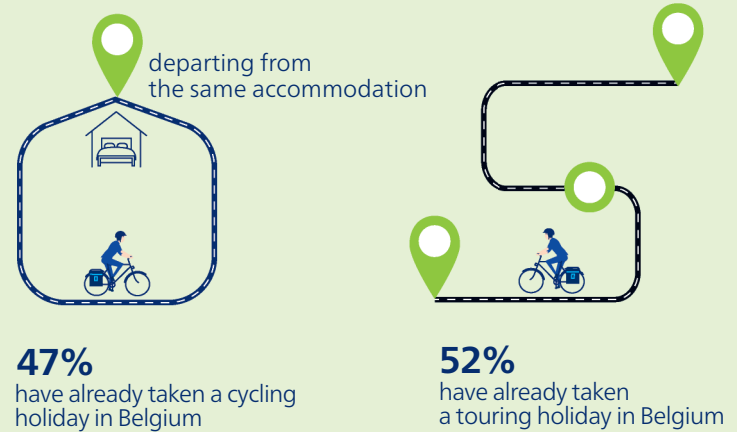 departing from
the same accommodation
47%
have already taken a cycling
holiday in Belgium
52%
have already taken
a touring holiday in Belgium